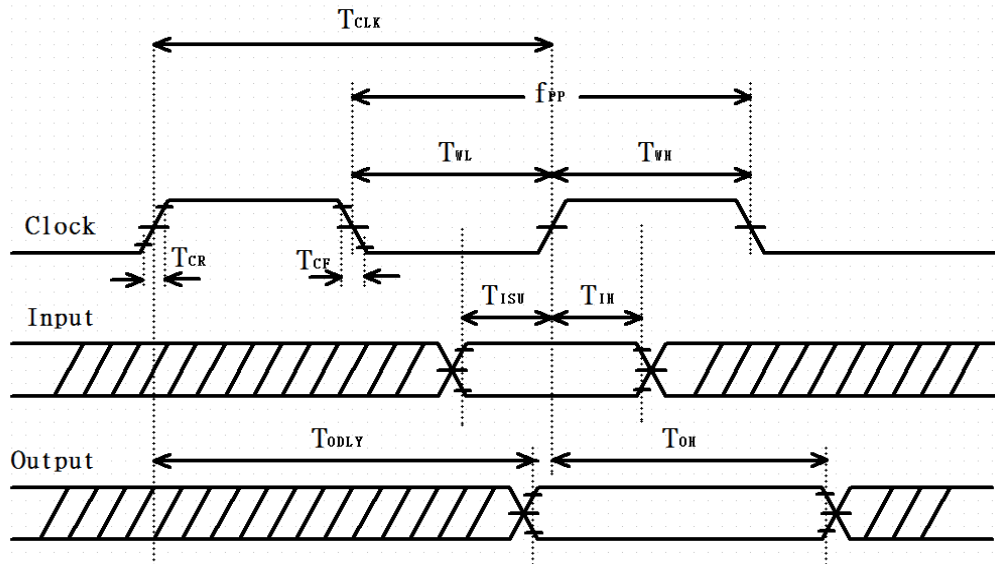 TCLK
fPP
TWL TWH
Clock
TCR TCF
TISU TIH
Input
TODLY TOH
Output